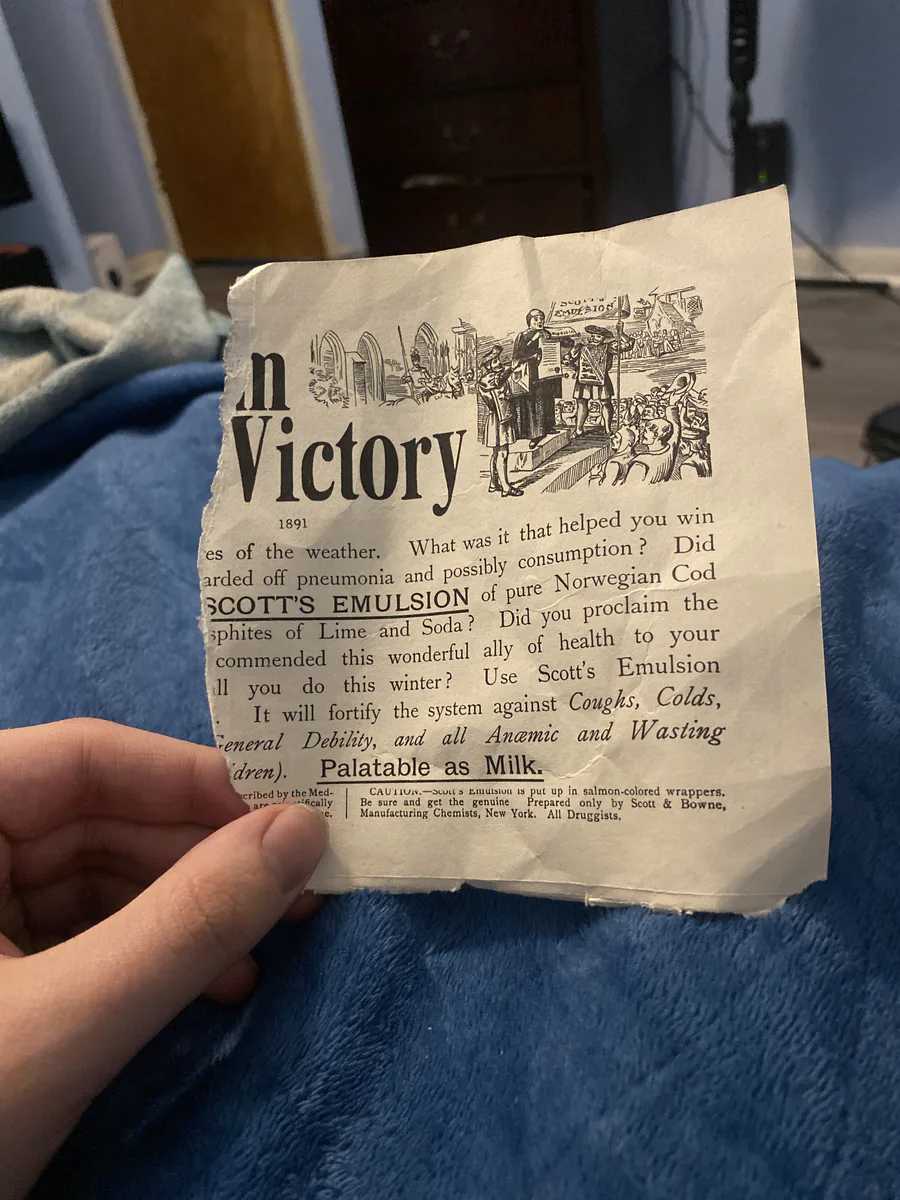 SCOTT'S
EMULSION
in
Victory
1891
es of the weather. What was it that helped you win
arded off pneumonia and possibly consumption? Did
SCOTT'S EMULSION of pure Norwegian Cod
sphites of Lime and Soda? Did you proclaim the
commended this wonderful ally of health to your
ll you do this winter? Use Scott's Emulsion
. It will fortify the system against Coughs, Colds,
General Debility, and all Anæmic and Wasting
dren). Palatable as Milk.
cribed by the Med-
are
e.
CAUTION.—Scott's Emulsion is put up in salmon-colored wrappers.
Be sure and get the genuine Prepared only by Scott & Bowne,
Manufacturing Chemists, New York. All Druggists.